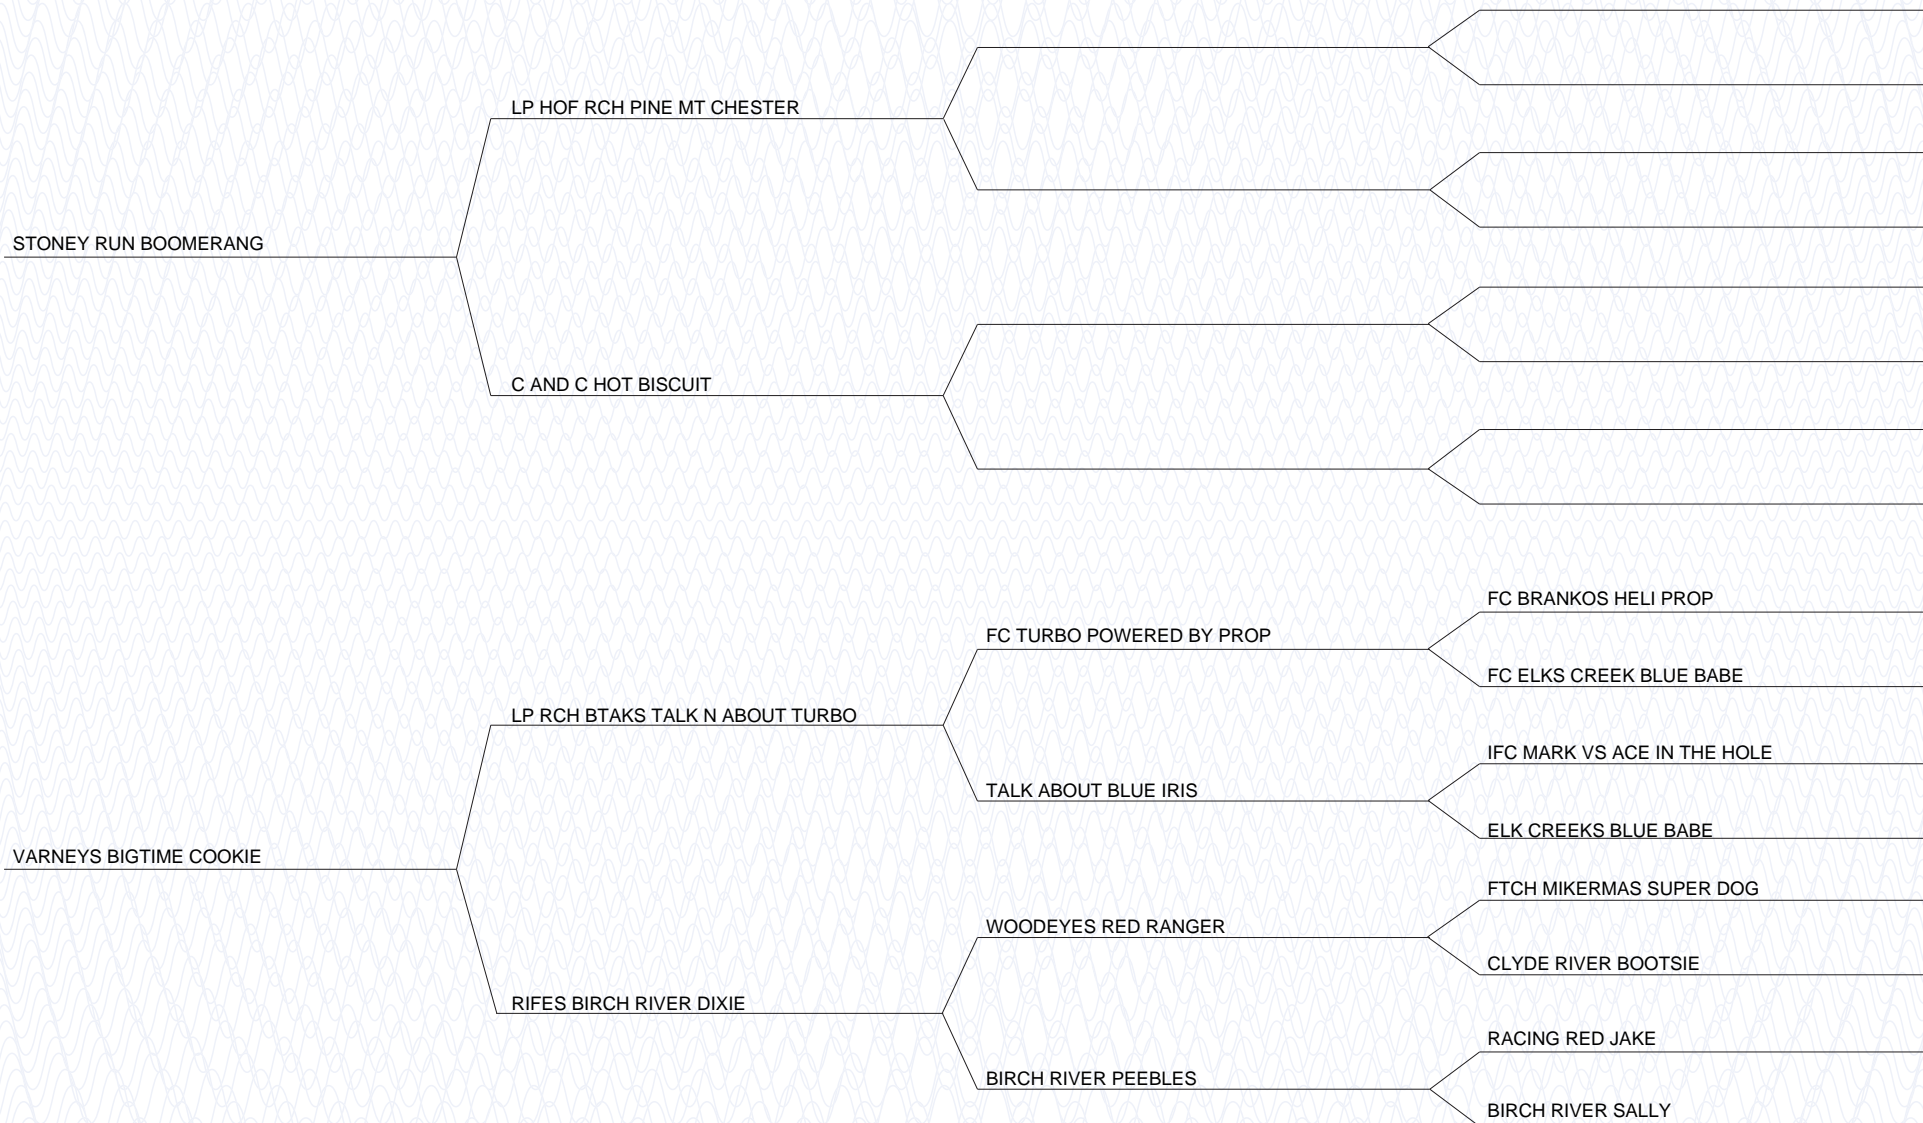 LP HOF RCH PINE MT CHESTER
STONEY RUN BOOMERANG
C AND C HOT BISCUIT
FC BRANKOS HELI PROP
FC TURBO POWERED BY PROP
FC ELKS CREEK BLUE BABE
LP RCH BTAKS TALK N ABOUT TURBO
IFC MARK VS ACE IN THE HOLE
TALK ABOUT BLUE IRIS
ELK CREEKS BLUE BABE
VARNEYS BIGTIME COOKIE
FTCH MIKERMAS SUPER DOG
WOODEYES RED RANGER
CLYDE RIVER BOOTSIE
RIFES BIRCH RIVER DIXIE
RACING RED JAKE
BIRCH RIVER PEEBLES
BIRCH RIVER SALLY